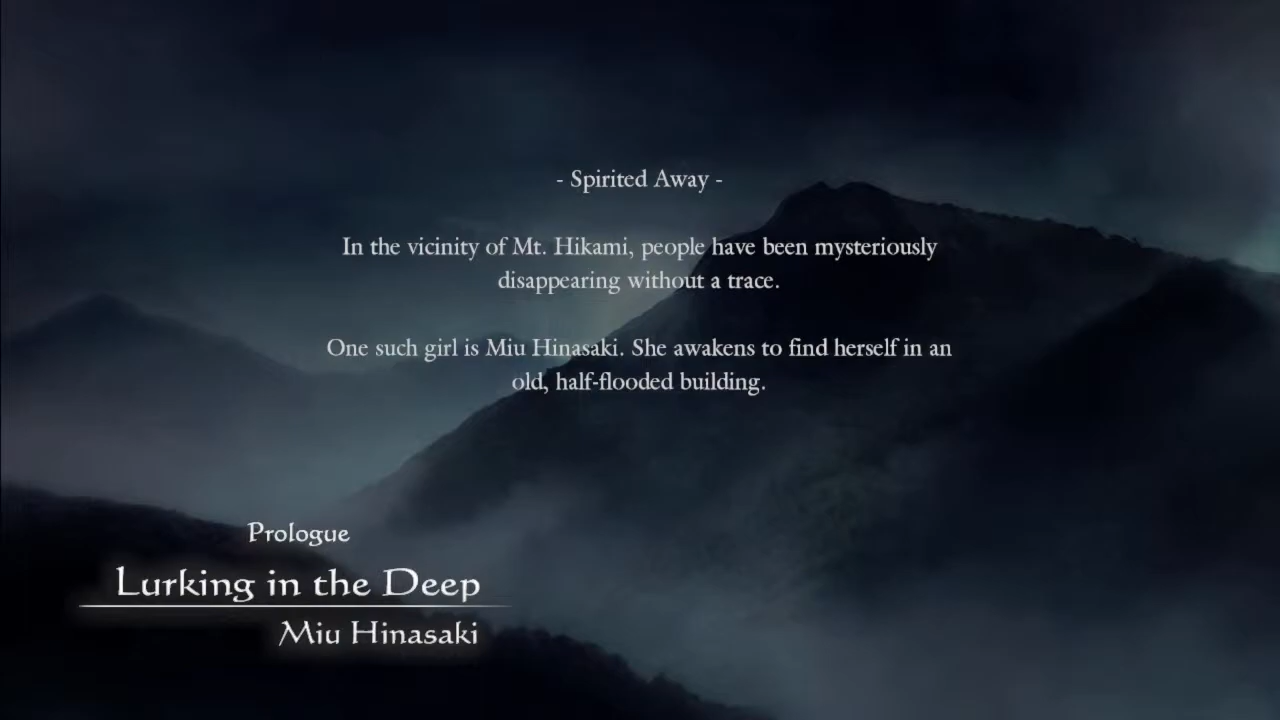 - Spirited Away -
In the vicinity of Mt. Hikami, people have been mysteriously
disappearing without a trace.
One such girl is Miu Hinasaki. She awakens to find herself in an
old, half-flooded building.
Prologue
Lurking in the Deep
Miu Hinasaki